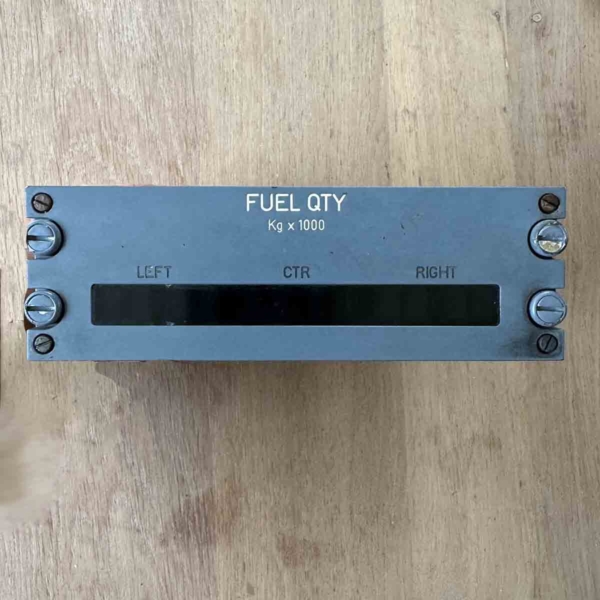 FUEL QTY
Kg x 1000
LEFT CTR RIGHT